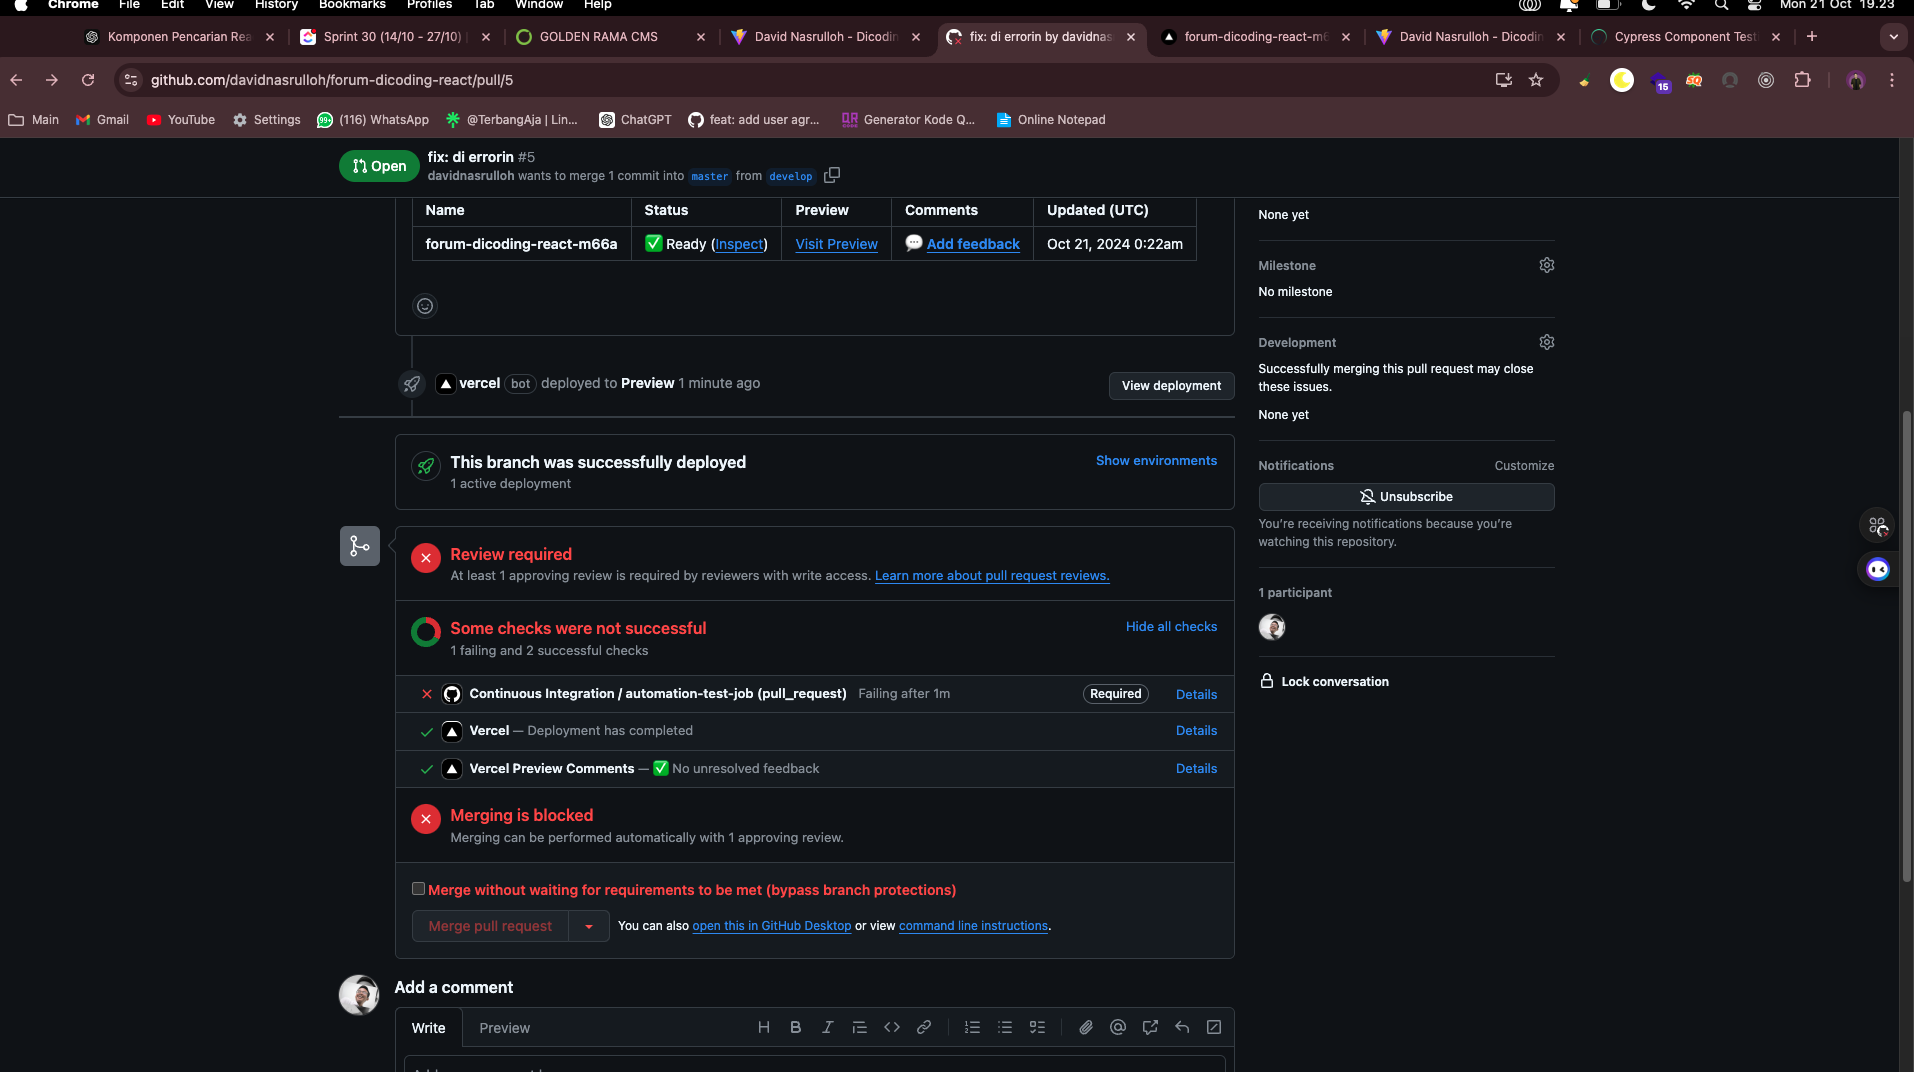 Chrome File Edit View History Bookmarks Profiles Tab Window Help Mon 21 Oct 19.23
Komponen Pencarian Rea
Sprint 30 (14/10 - 27/10) |
GOLDEN RAMA CMS
David Nasrulloh - Dicodin
fix: di errorin by davidnas
forum-dicoding-react-m6
David Nasrulloh - Dicodin
Cypress Component Test
github.com/davidnasrulloh/forum-dicoding-react/pull/5
15
Main Gmail YouTube Settings (116) WhatsApp @TerbangAja | Lin... ChatGPT feat: add user agr... Generator Kode Q... Online Notepad
Open
fix: di errorin #5
davidnasrulloh wants to merge 1 commit into master from develop
Name Status Preview Comments Updated (UTC)
forum-dicoding-react-m66a ✅ Ready (Inspect) Visit Preview 💬 Add feedback Oct 21, 2024 0:22am
vercel bot deployed to Preview 1 minute ago
View deployment
This branch was successfully deployed
1 active deployment
Show environments
Review required
At least 1 approving review is required by reviewers with write access. Learn more about pull request reviews.
Some checks were not successful
1 failing and 2 successful checks
Hide all checks
Continuous Integration / automation-test-job (pull_request) Failing after 1m Required Details
Vercel — Deployment has completed Details
Vercel Preview Comments — ✅ No unresolved feedback Details
Merging is blocked
Merging can be performed automatically with 1 approving review.
Merge without waiting for requirements to be met (bypass branch protections)
Merge pull request You can also open this in GitHub Desktop or view command line instructions.
Add a comment
Write Preview
None yet
Milestone
No milestone
Development
Successfully merging this pull request may close
these issues.
None yet
Notifications Customize
Unsubscribe
You're receiving notifications because you're
watching this repository.
1 participant
Lock conversation